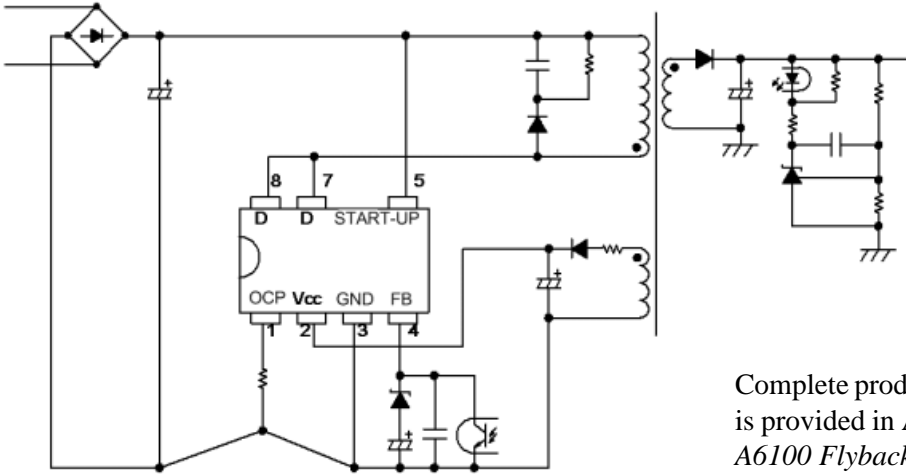 8 7 5
D D START-UP
OCP Vcc GND FB
1 2 3 4
Complete prod
is provided in
A6100 Flyback